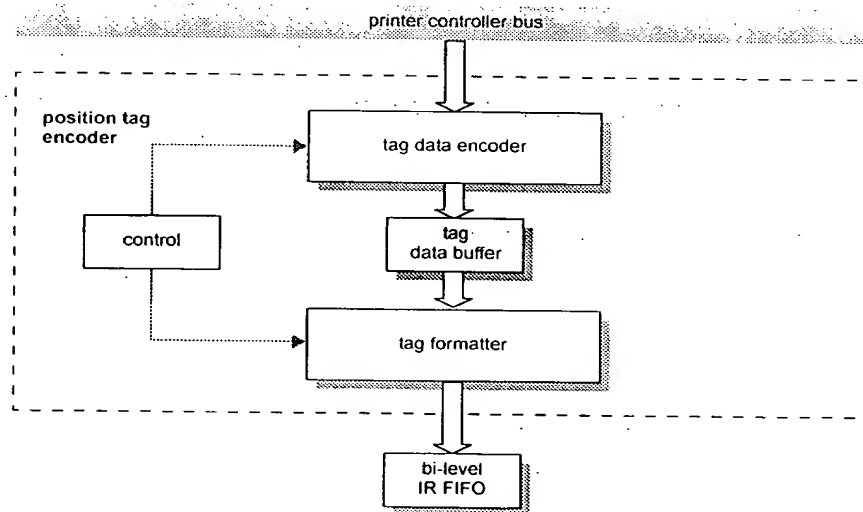 printer controller bus
position tag
encoder
tag data encoder
control
tag
data buffer
tag formatter
bi-level
IR FIFO